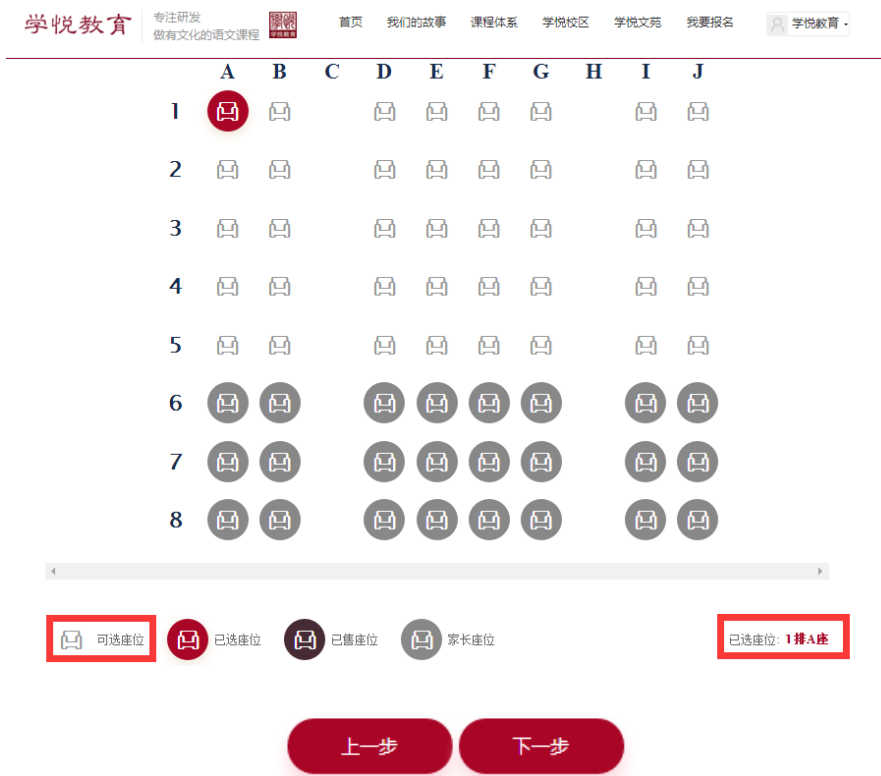 学悦教育 专注研发 首页 我们的故事 课程体系 学悦校区 学悦文苑 我要报名 学悦教育
做有文化的语文课程
A B C D E F G H I J
1
2
3
4
5
6
7
8
可选座位 已选座位 已售座位 家长座位 已选座位: 1排A座
上一步 下一步